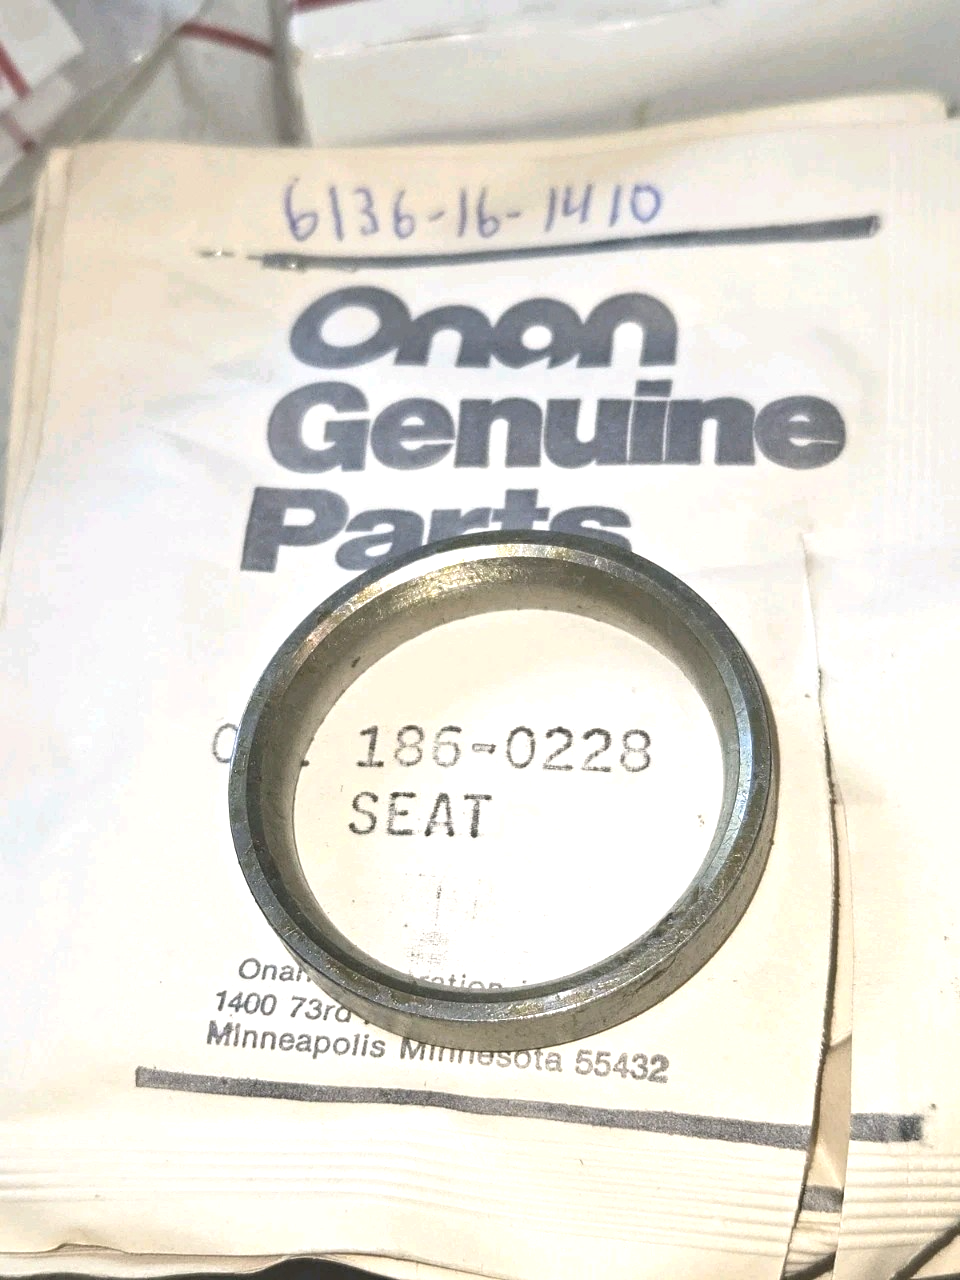 6136-16-1410
Onan
Genuine
Parts
186-0228
SEAT
1400 73rd
Minneapolis Minnesota 55432